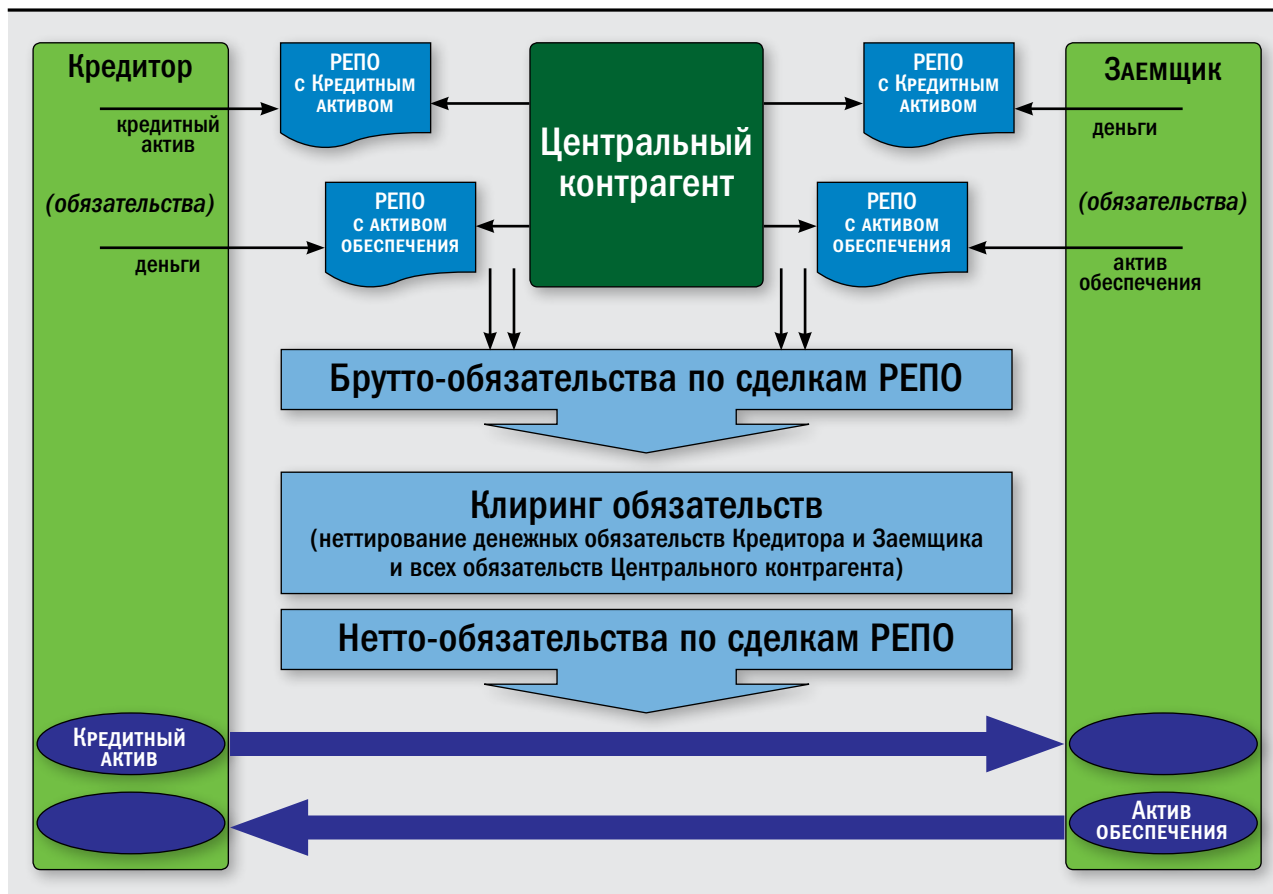 Кредитор
РЕПО
с Кредитным
активом
РЕПО
с Кредитным
активом
Заемщик
кредитный
актив
Центральный
контрагент
деньги
(обязательства)
РЕПО
с активом
обеспечения
РЕПО
с активом
обеспечения
(обязательства)
деньги
актив
обеспечения
Брутто-обязательства по сделкам РЕПО
Клиринг обязательств
(неттирование денежных обязательств Кредитора и Заемщика
и всех обязательств Центрального контрагента)
Нетто-обязательства по сделкам РЕПО
Кредитный
актив
Актив
обеспечения